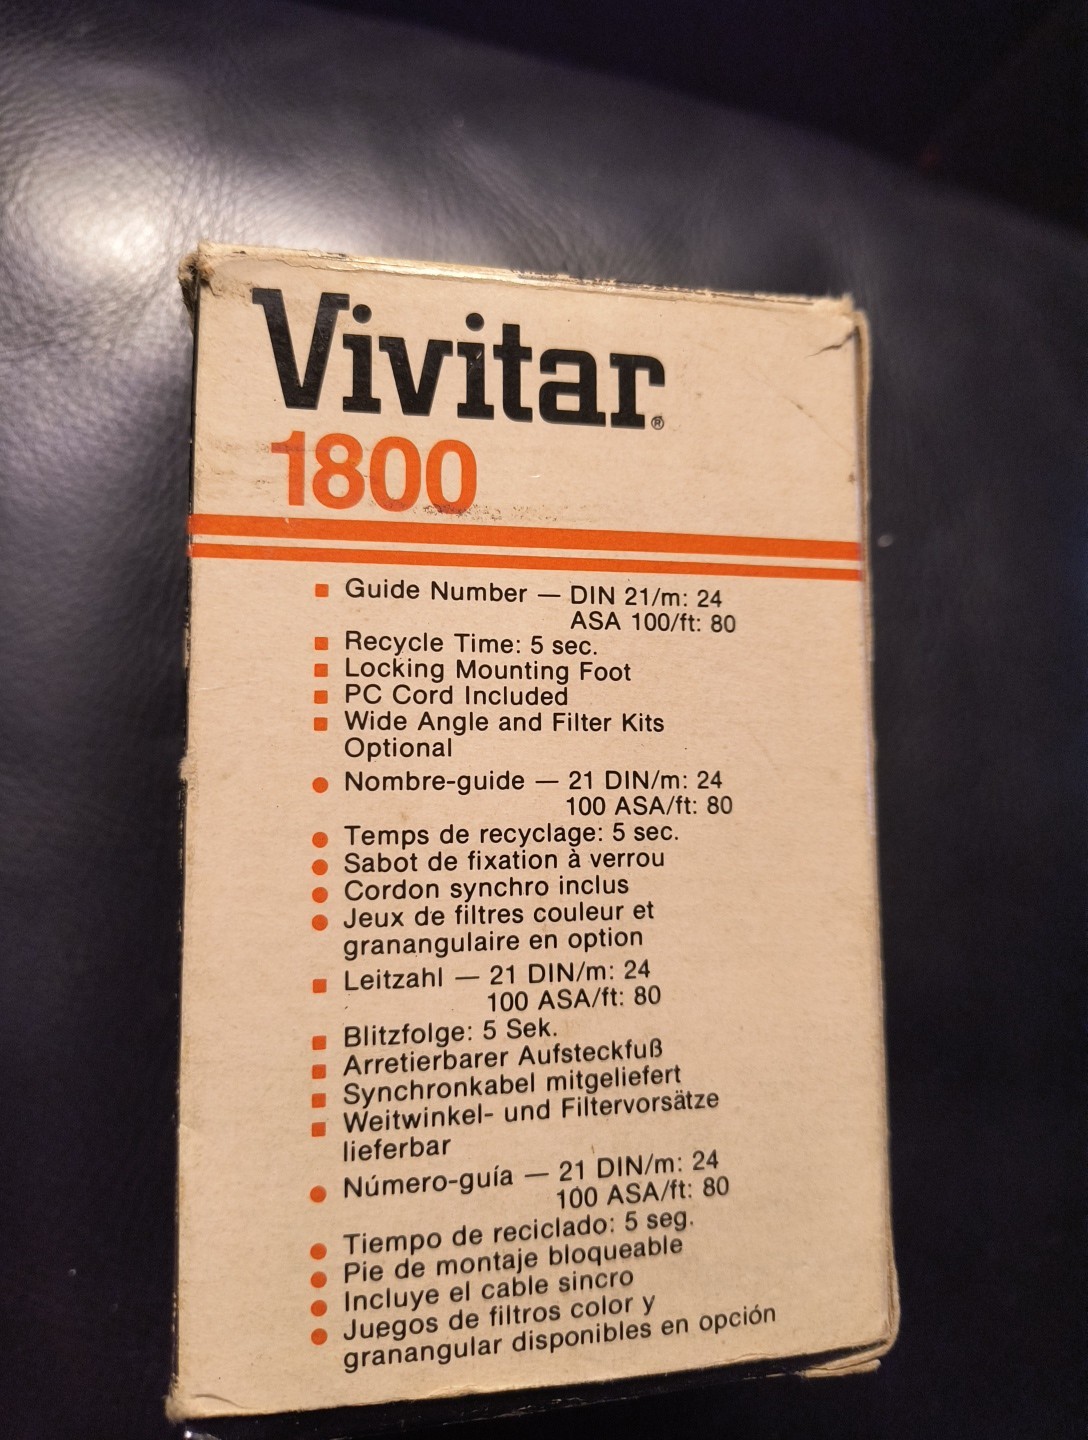 Vivitar®
1800
Guide Number — DIN 21/m: 24
ASA 100/ft: 80
Recycle Time: 5 sec.
Locking Mounting Foot
PC Cord Included
Wide Angle and Filter Kits
Optional
Nombre-guide — 21 DIN/m: 24
100 ASA/ft: 80
Temps de recyclage: 5 sec.
Sabot de fixation à verrou
Cordon synchro inclus
Jeux de filtres couleur et
granangulaire en option
Leitzahl — 21 DIN/m: 24
100 ASA/ft: 80
Blitzfolge: 5 Sek.
Arretierbarer Aufsteckfuß
Synchronkabel mitgeliefert
Weitwinkel- und Filtervorsätze
lieferbar
Número-guía — 21 DIN/m: 24
100 ASA/ft: 80
Tiempo de reciclado: 5 seg.
Pie de montaje bloqueable
Incluye el cable sincro
Juegos de filtros color y
granangular disponibles en opción